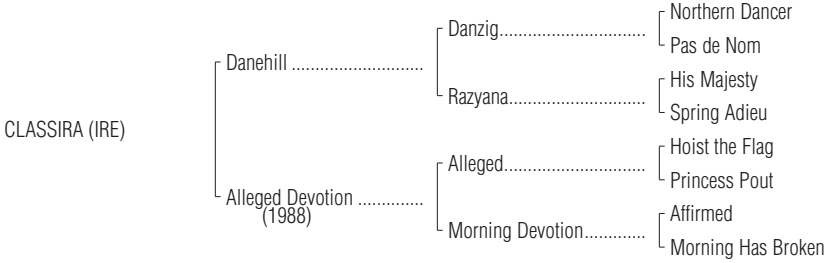 Northern Dancer
Danzig...............................
Pas de Nom
Danehill ............................
His Majesty
Razyana.............................
Spring Adieu
CLASSIRA (IRE)
Hoist the Flag
Alleged..............................
Princess Pout
Alleged Devotion ..............
(1988)
Affirmed
Morning Devotion.............
Morning Has Broken